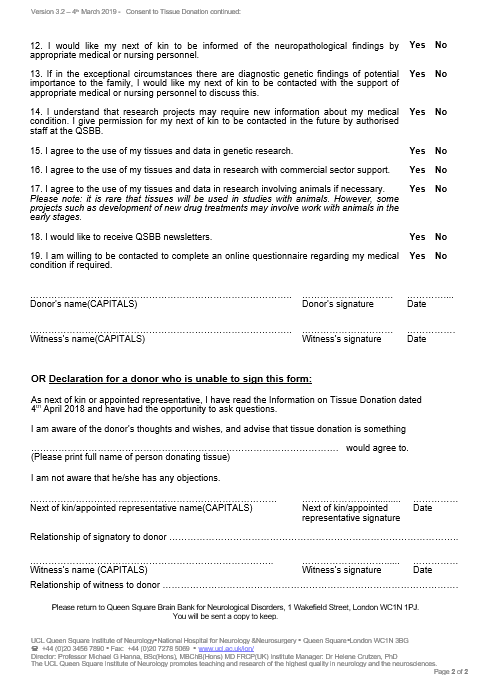 Version 3.2 – 4th March 2019 - Consent to Tissue Donation continued:
12. I would like my next of kin to be informed of the neuropathological findings by Yes No
appropriate medical or nursing personnel.
13. If in the exceptional circumstances there are diagnostic genetic findings of potential Yes No
importance to the family, I would like my next of kin to be contacted with the support of
appropriate medical or nursing personnel to discuss this.
14. I understand that research projects may require new information about my medical Yes No
condition. I give permission for my next of kin to be contacted in the future by authorised
staff at the QSBB.
15. I agree to the use of my tissues and data in genetic research. Yes No
16. I agree to the use of my tissues and data in research with commercial sector support. Yes No
17. I agree to the use of my tissues and data in research involving animals if necessary. Yes No
Please note: it is rare that tissues will be used in studies with animals. However, some
projects such as development of new drug treatments may involve work with animals in the
early stages.
18. I would like to receive QSBB newsletters. Yes No
19. I am willing to be contacted to complete an online questionnaire regarding my medical Yes No
condition if required.
Donor's name(CAPITALS) Donor's signature Date
Witness's name(CAPITALS) Witness's signature Date
OR Declaration for a donor who is unable to sign this form:
As next of kin or appointed representative, I have read the Information on Tissue Donation dated
4th April 2018 and have had the opportunity to ask questions.
I am aware of the donor's thoughts and wishes, and advise that tissue donation is something
……………………………………………………………………………. would agree to.
(Please print full name of person donating tissue)
I am not aware that he/she has any objections.
Next of kin/appointed representative name(CAPITALS) Next of kin/appointed Date
representative signature
Relationship of signatory to donor ……………………………………………………………………………
Witness's name (CAPITALS) Witness's signature Date
Relationship of witness to donor ………………………………………………………………………………
Please return to Queen Square Brain Bank for Neurological Disorders, 1 Wakefield Street, London WC1N 1PJ.
You will be sent a copy to keep.
UCL Queen Square Institute of Neurology•National Hospital for Neurology &Neurosurgery • Queen Square•London WC1N 3BG
☎ +44 (0)20 3456 7890 • Fax: +44 (0)20 7278 5069 • www.ucl.ac.uk/ion/
Director: Professor Michael G Hanna, BSc(Hons), MBChB(Hons) MD FRCP(UK) Institute Manager: Dr Helene Crutzen, PhD
The UCL Queen Square Institute of Neurology promotes teaching and research of the highest quality in neurology and the neurosciences.
Page 2 of 2